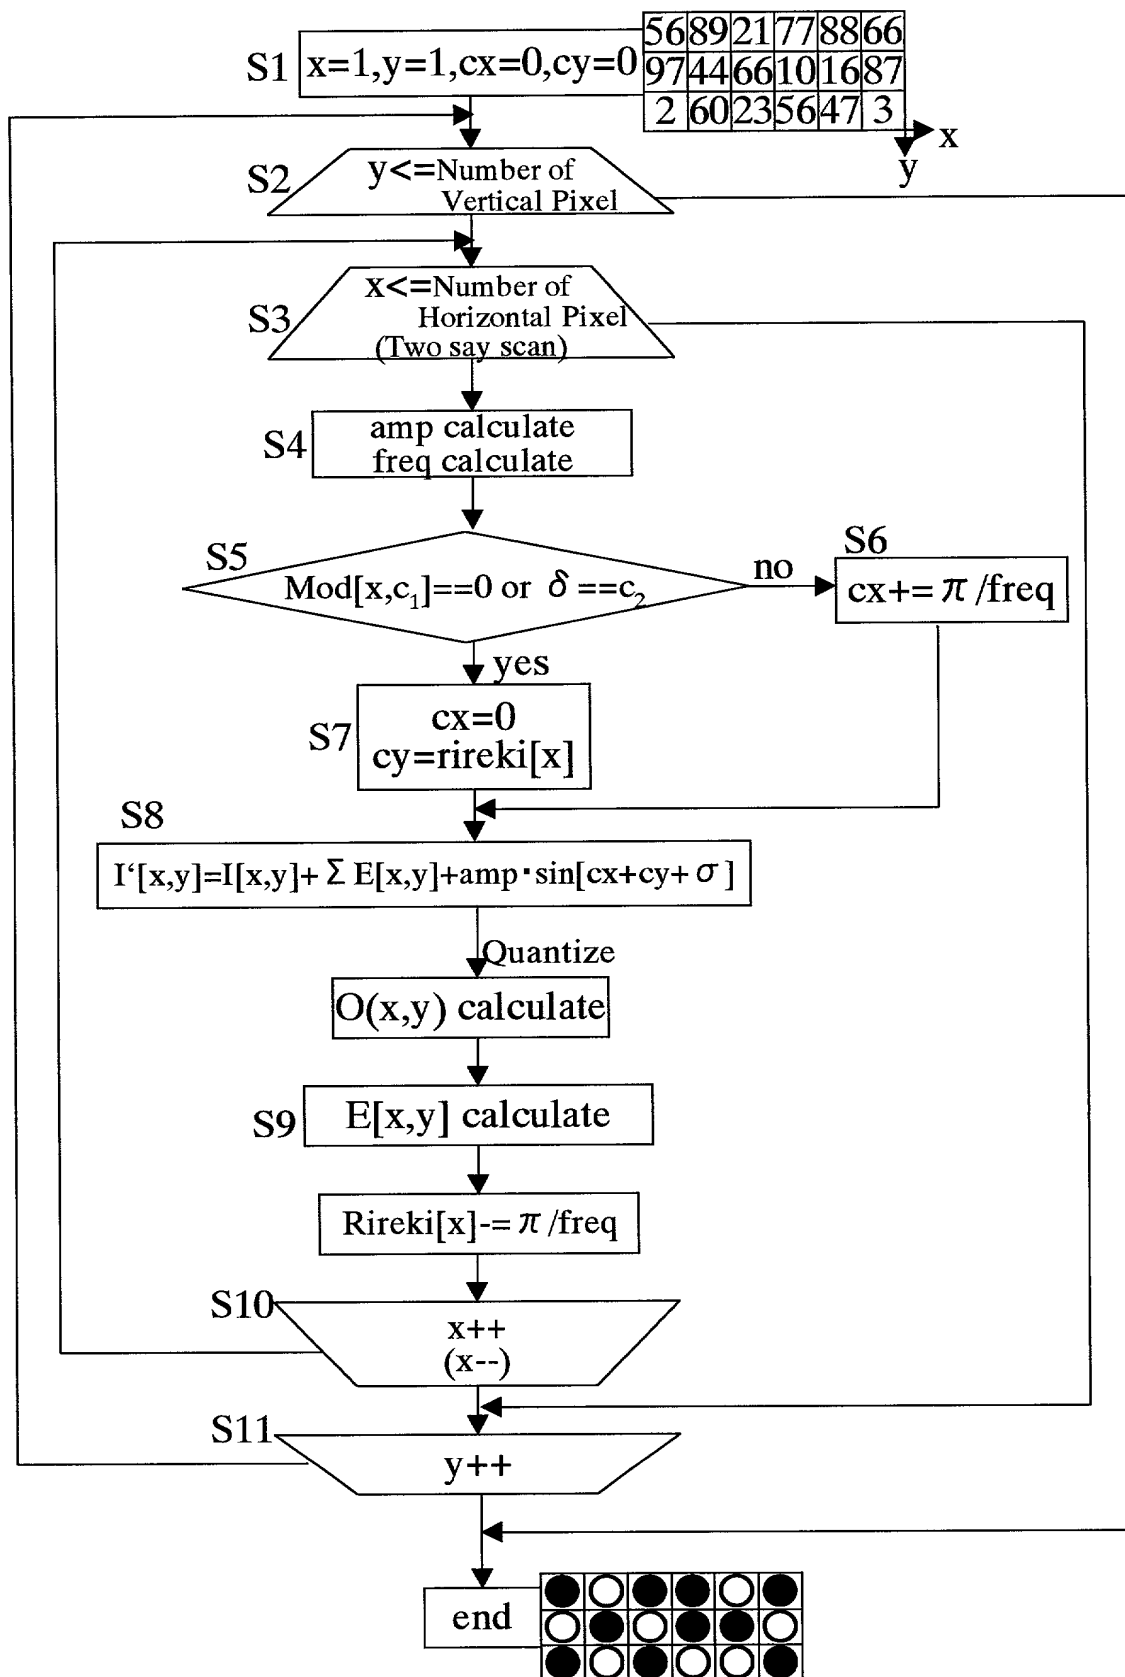 S1
x=1,y=1,cx=0,cy=0
56 89 21 77 88 66
97 44 66 10 16 87
2 60 23 56 47 3
x
y
S2
y<=Number of
Vertical Pixel
S3
x<=Number of
Horizontal Pixel
(Two say scan)
S4
amp calculate
freq calculate
S5
Mod[x,c₁]==0 or δ==c₂
no
S6
cx+=π/freq
yes
S7
cx=0
cy=rireki[x]
S8
I‘[x,y]=I[x,y]+ΣE[x,y]+amp·sin[cx+cy+σ]
Quantize
O(x,y) calculate
S9
E[x,y] calculate
Rireki[x]-=π/freq
S10
x++
(x--)
S11
y++
end